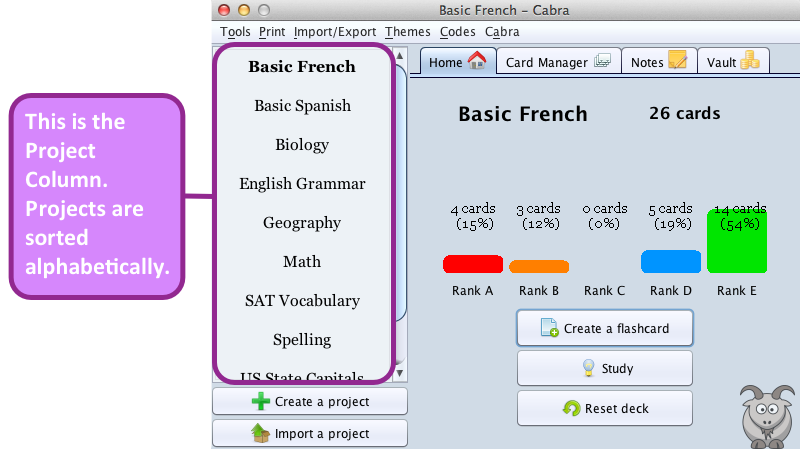 Basic French – Cabra
Tools Print Import/Export Themes Codes Cabra
This is the
Project
Column.
Projects are
sorted
alphabetically.
Basic French
Basic Spanish
Biology
English Grammar
Geography
Math
SAT Vocabulary
Spelling
US State Capitals
Create a project
Import a project
Home Card Manager Notes Vault
Basic French 26 cards
4 cards 3 cards 0 cards 5 cards 14 cards
(15%) (12%) (0%) (19%) (54%)
Rank A Rank B Rank C Rank D Rank E
Create a flashcard
Study
Reset deck